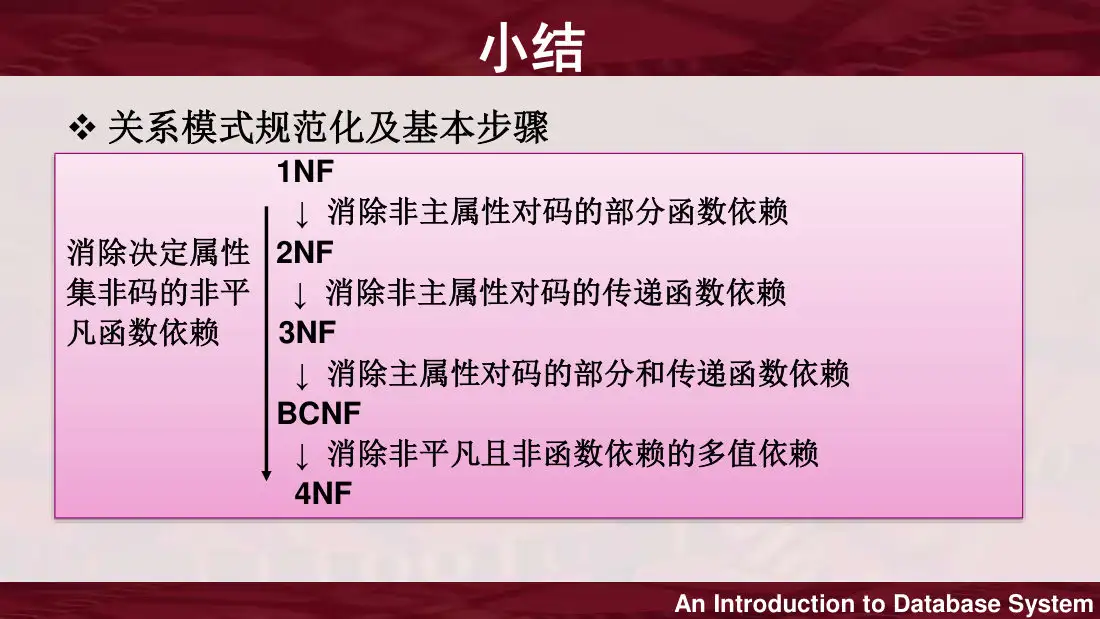 小结
❖ 关系模式规范化及基本步骤
1NF
↓ 消除非主属性对码的部分函数依赖
消除决定属性
集非码的非平
凡函数依赖
2NF
↓ 消除非主属性对码的传递函数依赖
3NF
↓ 消除主属性对码的部分和传递函数依赖
BCNF
↓ 消除非平凡且非函数依赖的多值依赖
4NF
An Introduction to Database System